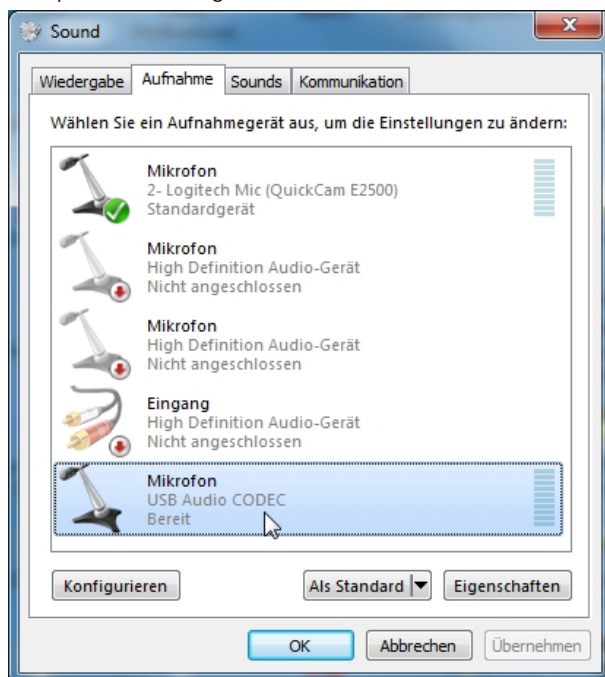 Sound
Wiedergabe Aufnahme Sounds Kommunikation
Wählen Sie ein Aufnahmegerät aus, um die Einstellungen zu ändern:
Mikrofon
2- Logitech Mic (QuickCam E2500)
Standardgerät
Mikrofon
High Definition Audio-Gerät
Nicht angeschlossen
Mikrofon
High Definition Audio-Gerät
Nicht angeschlossen
Eingang
High Definition Audio-Gerät
Nicht angeschlossen
Mikrofon
USB Audio CODEC
Bereit
Konfigurieren Als Standard Eigenschaften
OK Abbrechen Übernehmen